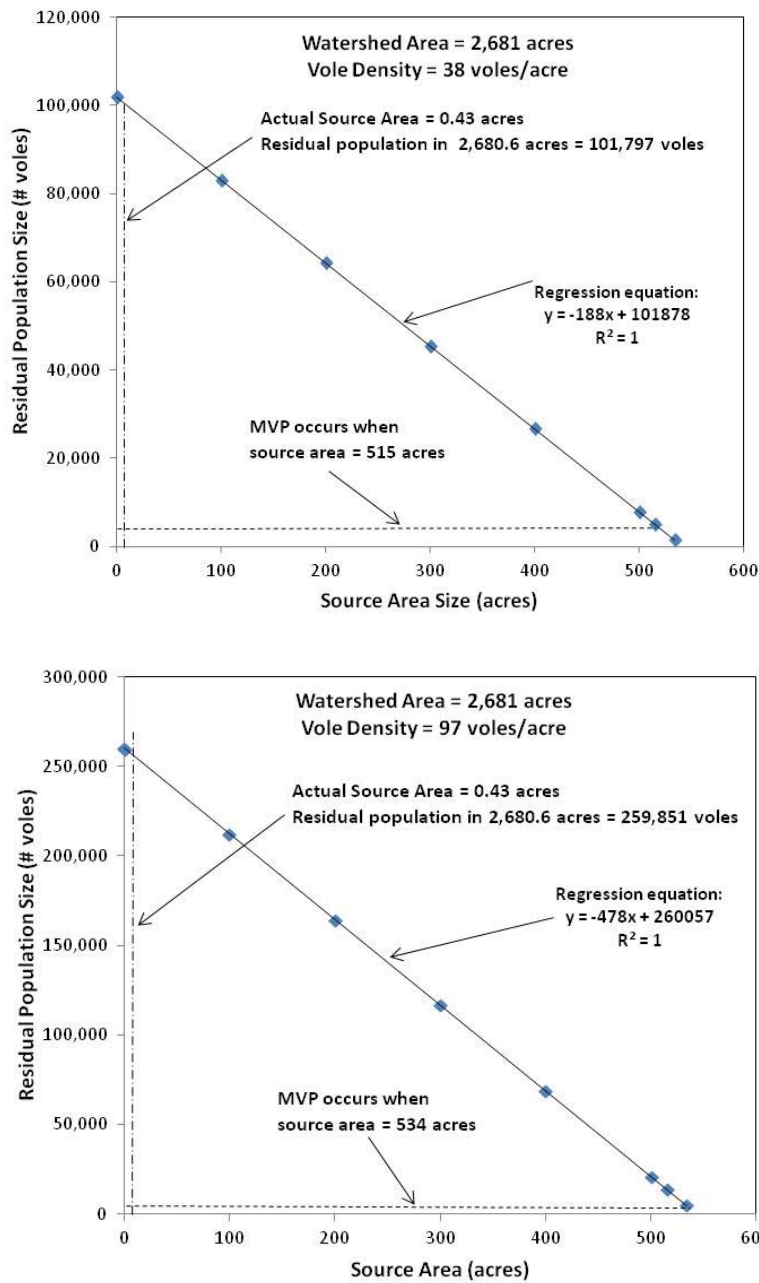 120,000
100,000
80,000
60,000
40,000
20,000
0
Residual Population Size (# voles)
Watershed Area = 2,681 acres
Vole Density = 38 voles/acre
Actual Source Area = 0.43 acres
Residual population in 2,680.6 acres = 101,797 voles
Regression equation:
y = -188x + 101878
R² = 1
MVP occurs when
source area = 515 acres
0 100 200 300 400 500 600
Source Area Size (acres)
300,000
250,000
200,000
150,000
100,000
50,000
0
Residual Population Size (# voles)
Watershed Area = 2,681 acres
Vole Density = 97 voles/acre
Actual Source Area = 0.43 acres
Residual population in 2,680.6 acres = 259,851 voles
Regression equation:
y = -478x + 260057
R² = 1
MVP occurs when
source area = 534 acres
0 100 200 300 400 500 60
Source Area (acres)